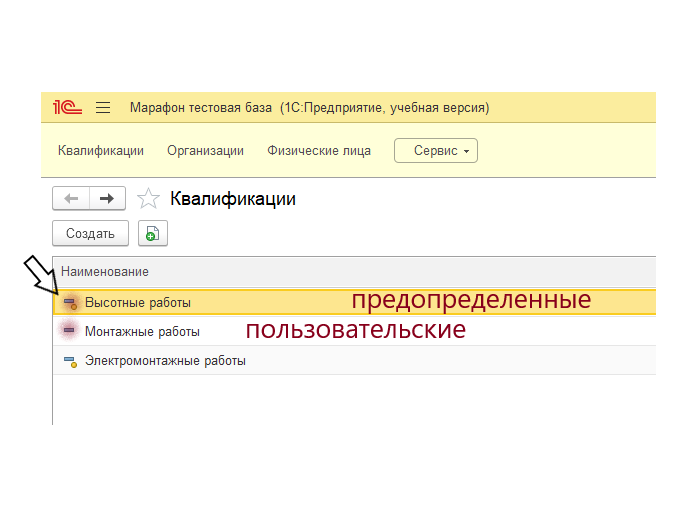 1С Марафон тестовая база (1С:Предприятие, учебная версия)
Квалификации Организации Физические лица Сервис
Квалификации
Создать
Наименование
Высотные работы предопределенные
Монтажные работы пользовательские
Электромонтажные работы